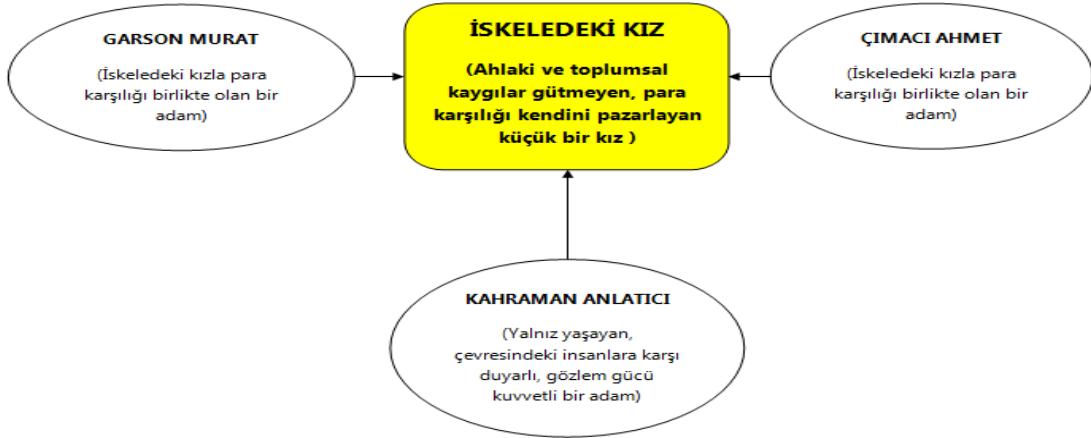 GARSON MURAT
(İskeledeki kızla para
karşılığı birlikte olan bir
adam)
İSKELEDEKİ KIZ
(Ahlaki ve toplumsal
kaygılar gütmeyen, para
karşılığı kendini pazarlayan
küçük bir kız )
ÇIMACI AHMET
(İskeledeki kızla para
karşılığı birlikte olan bir
adam)
KAHRAMAN ANLATICI
(Yalnız yaşayan,
çevresindeki insanlara karşı
duyarlı, gözlem gücü
kuvvetli bir adam)